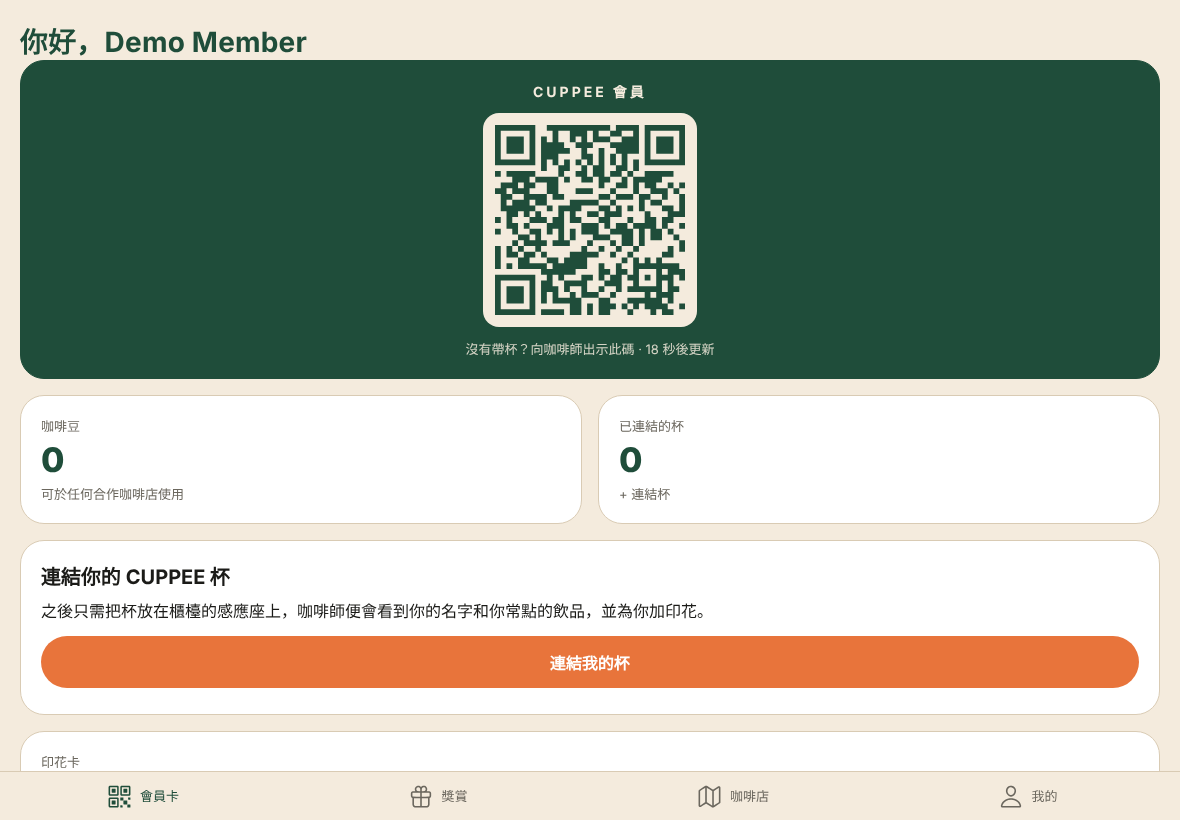 你好，Demo Member
CUPPEE 會員
沒有帶杯？向咖啡師出示此碼 · 18 秒後更新
咖啡豆
0
可於任何合作咖啡店使用
已連結的杯
0
+ 連結杯
連結你的 CUPPEE 杯
之後只需把杯放在櫃檯的感應座上，咖啡師便會看到你的名字和你常點的飲品，並為你加印花。
連結我的杯
印花卡
會員卡
獎賞
咖啡店
我的